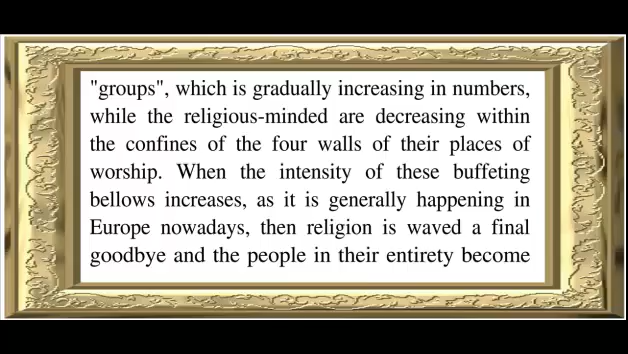 "groups", which is gradually increasing in numbers,
while the religious-minded are decreasing within
the confines of the four walls of their places of
worship. When the intensity of these buffeting
bellows increases, as it is generally happening in
Europe nowadays, then religion is waved a final
goodbye and the people in their entirety become